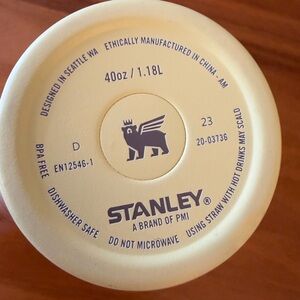 DESIGNED IN SEATTLE WA
ETHICALLY MANUFACTURED IN CHINA - AM
40oz / 1.18L
D
23
EN12546-1
20-03736
BPA FREE
DISHWASHER SAFE
DO NOT MICROWAVE
USING STRAW WITH HOT DRINKS MAY SCALD
STANLEY®
A BRAND OF PMI